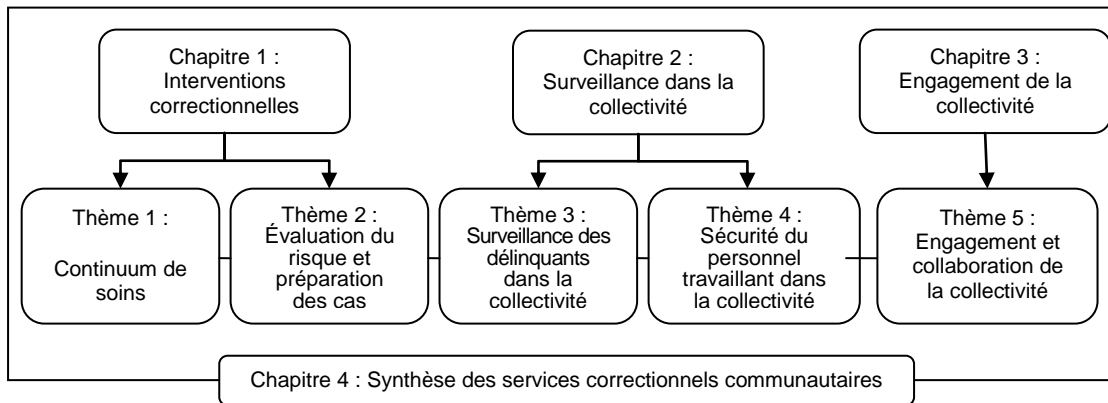 Chapitre 1 :
Interventions
correctionnelles
Chapitre 2 :
Surveillance dans la
collectivité
Chapitre 3 :
Engagement de la
collectivité
Thème 1 :
Continuum de
soins
Thème 2 :
Évaluation du
risque et
préparation
des cas
Thème 3 :
Surveillance des
délinquants
dans la
collectivité
Thème 4 :
Sécurité du
personnel
travaillant dans
la collectivité
Thème 5 :
Engagement et
collaboration de
la collectivité
Chapitre 4 : Synthèse des services correctionnels communautaires